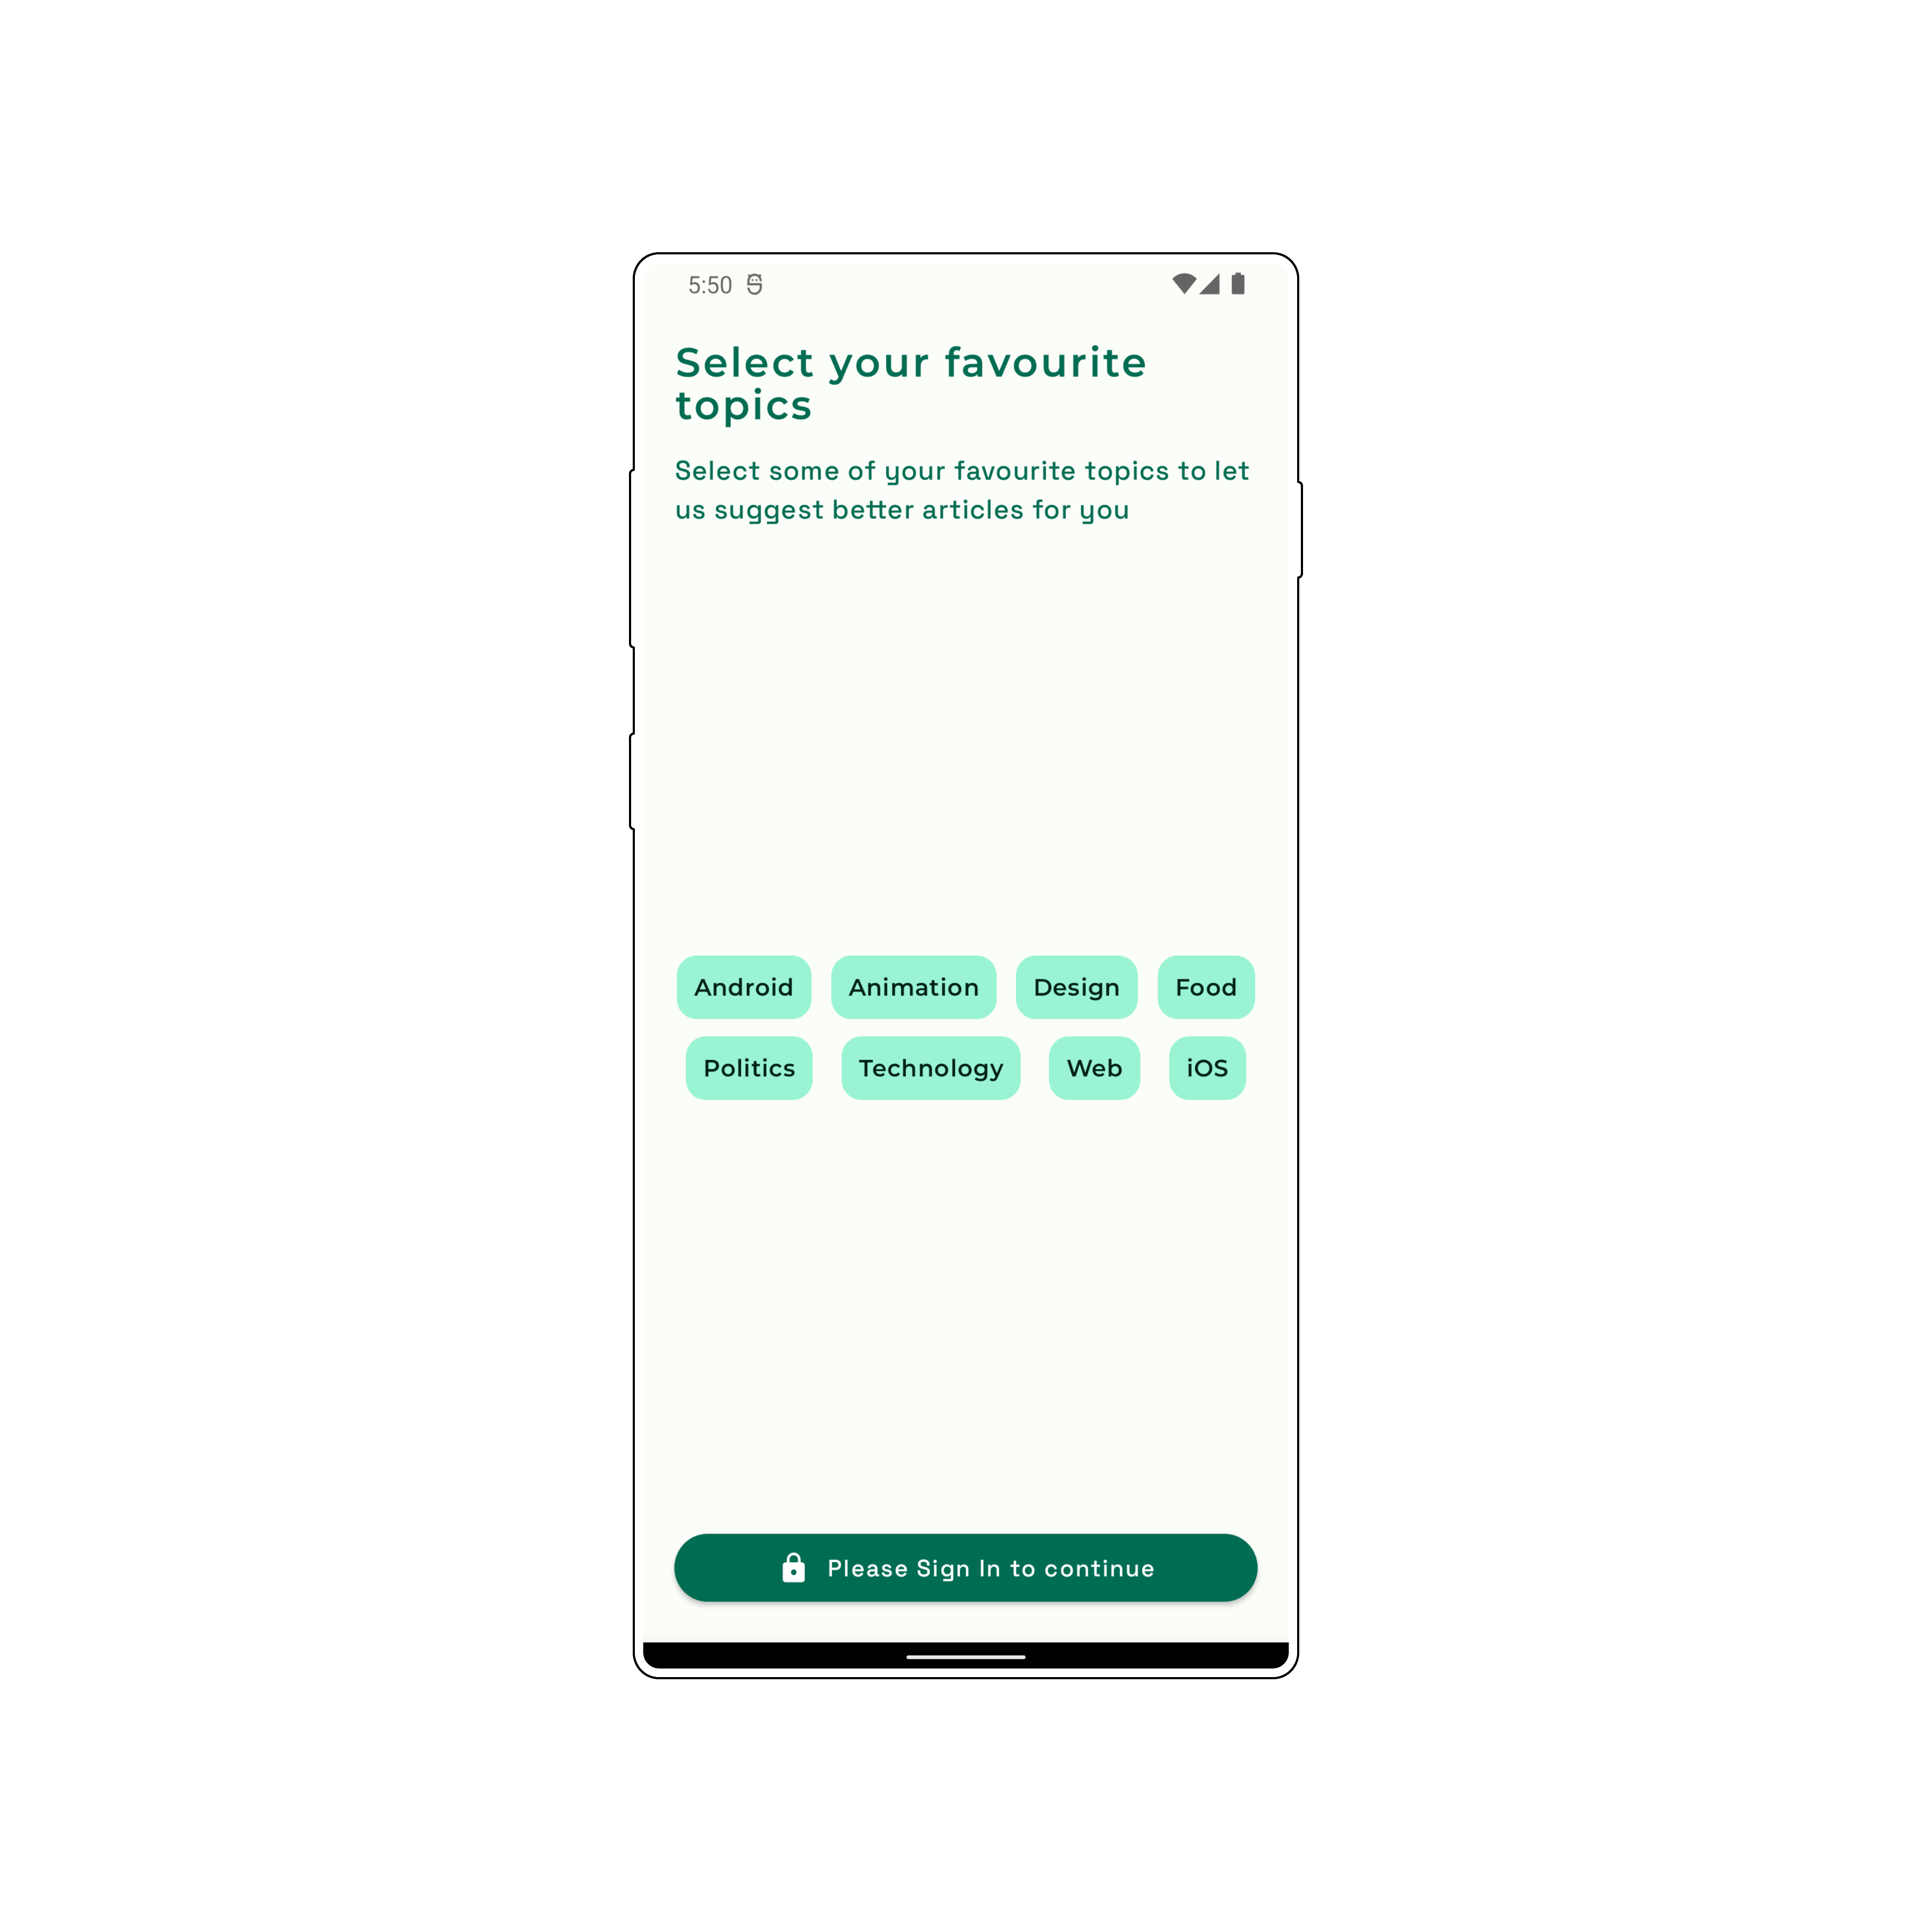 5:50
Select your favourite
topics
Select some of your favourite topics to let
us suggest better articles for you
Android Animation Design Food
Politics Technology Web iOS
Please Sign In to continue